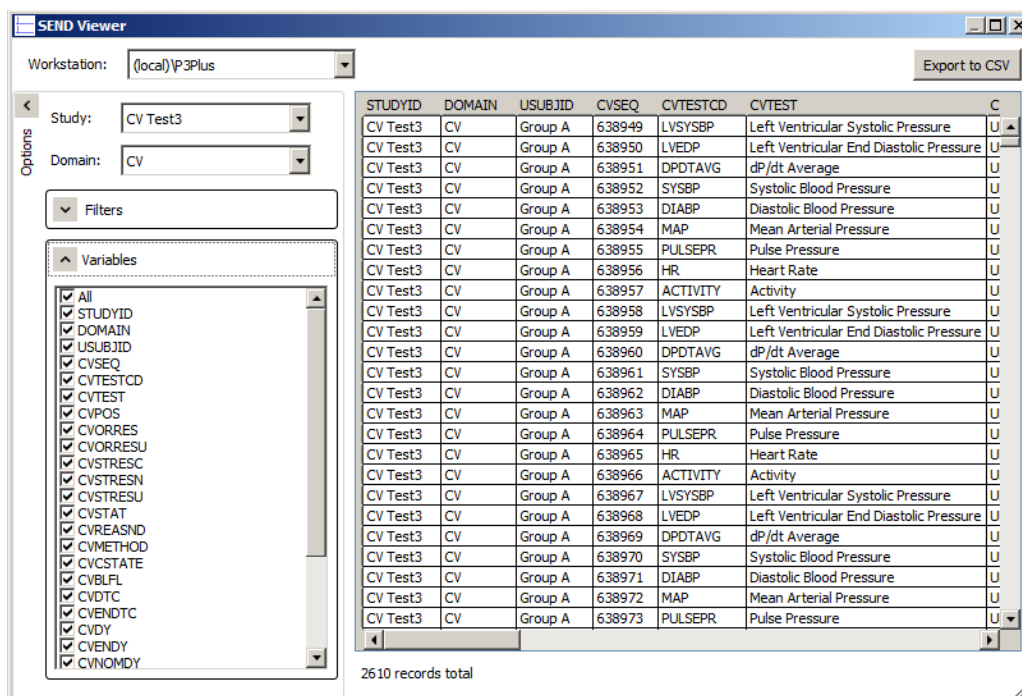 SEND Viewer
Workstation: (local)\P3Plus
Export to CSV
Options
Study: CV Test3
Domain: CV
Filters
Variables
All
STUDYID
DOMAIN
USUBJID
CVSEQ
CVTESTCD
CVTEST
CVPOS
CVORRES
CVORRESU
CVSTRESC
CVSTRESN
CVSTRESU
CVSTAT
CVREASND
CVMETHOD
CVCSTATE
CVBLFL
CVDTC
CVENDTC
CVDY
CVENDY
CVNOMDY
STUDYID DOMAIN USUBJID CVSEQ CVTESTCD CVTEST C
CV Test3 CV Group A 638949 LVSYSBP Left Ventricular Systolic Pressure U
CV Test3 CV Group A 638950 LVEDP Left Ventricular End Diastolic Pressure U
CV Test3 CV Group A 638951 DPDTAVG dP/dt Average U
CV Test3 CV Group A 638952 SYSBP Systolic Blood Pressure U
CV Test3 CV Group A 638953 DIABP Diastolic Blood Pressure U
CV Test3 CV Group A 638954 MAP Mean Arterial Pressure U
CV Test3 CV Group A 638955 PULSEPR Pulse Pressure U
CV Test3 CV Group A 638956 HR Heart Rate U
CV Test3 CV Group A 638957 ACTIVITY Activity U
CV Test3 CV Group A 638958 LVSYSBP Left Ventricular Systolic Pressure U
CV Test3 CV Group A 638959 LVEDP Left Ventricular End Diastolic Pressure U
CV Test3 CV Group A 638960 DPDTAVG dP/dt Average U
CV Test3 CV Group A 638961 SYSBP Systolic Blood Pressure U
CV Test3 CV Group A 638962 DIABP Diastolic Blood Pressure U
CV Test3 CV Group A 638963 MAP Mean Arterial Pressure U
CV Test3 CV Group A 638964 PULSEPR Pulse Pressure U
CV Test3 CV Group A 638965 HR Heart Rate U
CV Test3 CV Group A 638966 ACTIVITY Activity U
CV Test3 CV Group A 638967 LVSYSBP Left Ventricular Systolic Pressure U
CV Test3 CV Group A 638968 LVEDP Left Ventricular End Diastolic Pressure U
CV Test3 CV Group A 638969 DPDTAVG dP/dt Average U
CV Test3 CV Group A 638970 SYSBP Systolic Blood Pressure U
CV Test3 CV Group A 638971 DIABP Diastolic Blood Pressure U
CV Test3 CV Group A 638972 MAP Mean Arterial Pressure U
CV Test3 CV Group A 638973 PULSEPR Pulse Pressure U
2610 records total